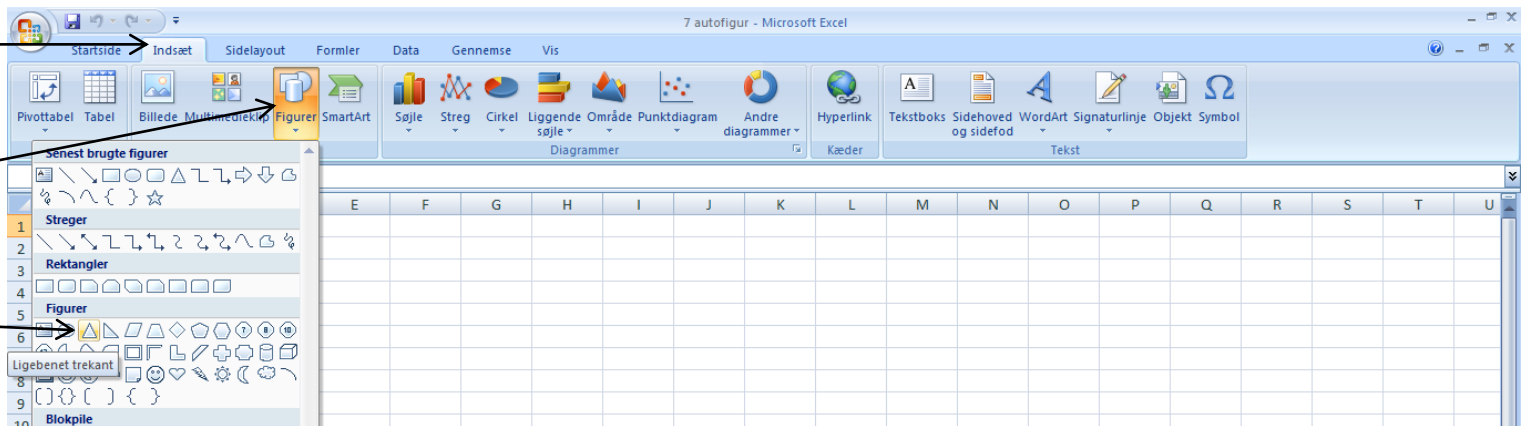 7 autofigur - Microsoft Excel
Startside Indsæt Sidelayout Formler Data Gennemse Vis
Pivottabel Tabel Billede Multimedieklip Figurer SmartArt Søjle Streg Cirkel Liggende søjle Område Punktdiagram Andre diagrammer Hyperlink Tekstboks Sidehoved og sidefod WordArt Signaturlinje Objekt Symbol
Diagrammer Kæder Tekst
Senest brugte figurer
E F G H I J K L M N O P Q R S T U
1 Streger
2
3 Rektangler
4
5 Figurer
6
Ligebenet trekant
8
9
10 Blokpile